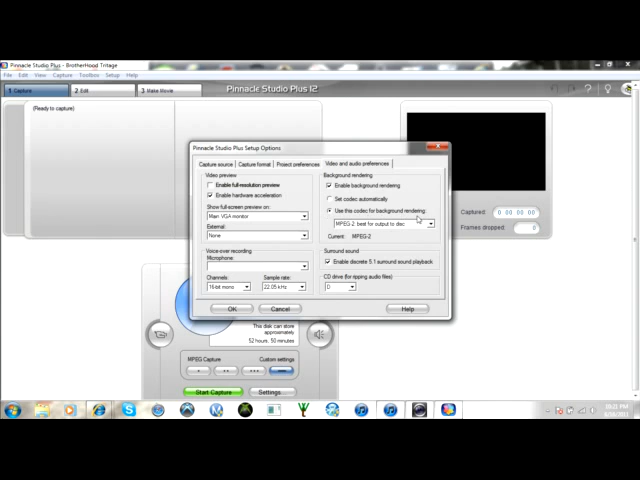 Pinnacle Studio Plus - BrotherHood Tritage
File Edit View Capture Toolbox Setup Help
1 Capture 2 Edit 3 Make Movie Pinnacle Studio Plus 12
(Ready to capture)
Pinnacle Studio Plus Setup Options
Capture source Capture format Project preferences Video and audio preferences
Video preview
Enable full-resolution preview
Enable hardware acceleration
Show full-screen preview on:
Main VGA monitor
External:
None
Voice-over recording
Microphone:
Channels: Sample rate:
16-bit mono 22.05 kHz
Background rendering
Enable background rendering
Set codec automatically
Use this codec for background rendering:
MPEG-2: best for output to disc
Current: MPEG-2
Surround sound
Enable discrete 5.1 surround sound playback
CD drive (for ripping audio files)
D
OK Cancel Help
Captured: 0:00:00.00
Frames dropped: 0
This disk can store
approximately
52 hours, 50 minutes
MPEG Capture Custom settings
Start Capture Settings...
10:21 PM